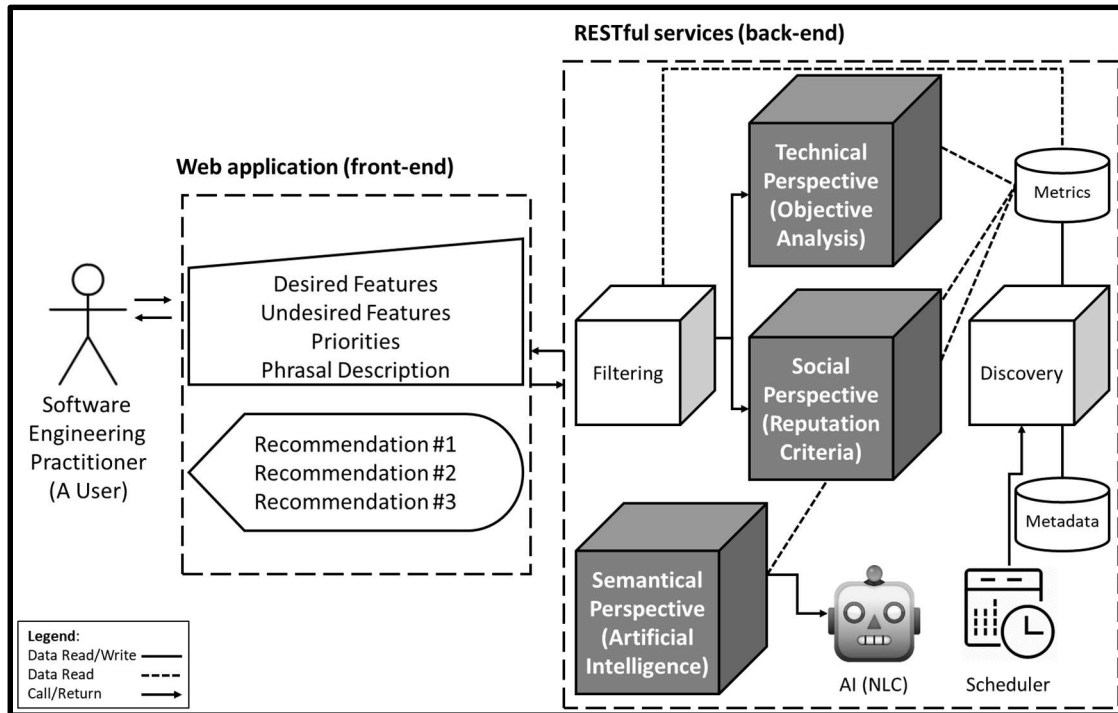 RESTful services (back-end)
Web application (front-end)
Software
Engineering
Practitioner
(A User)
Desired Features
Undesired Features
Priorities
Phrasal Description
Recommendation #1
Recommendation #2
Recommendation #3
Filtering
Technical
Perspective
(Objective
Analysis)
Social
Perspective
(Reputation
Criteria)
Semantical
Perspective
(Artificial
Intelligence)
Metrics
Discovery
Metadata
AI (NLC)
Scheduler
Legend:
Data Read/Write
Data Read
Call/Return